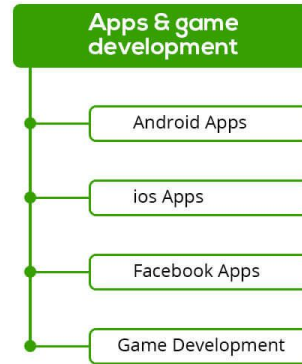 Apps & game
development
Android Apps
ios Apps
Facebook Apps
Game Development